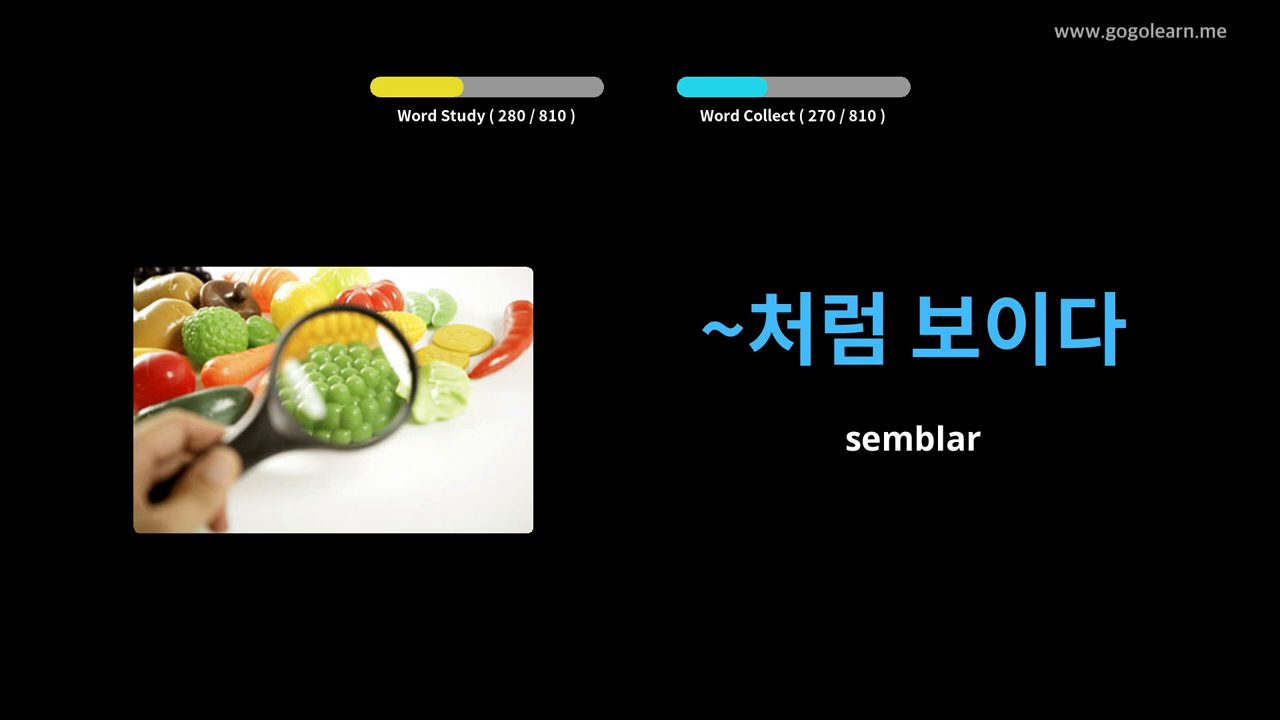 www.gogolearn.me
Word Study ( 280 / 810 )
Word Collect ( 270 / 810 )
~처럼 보이다
semblar